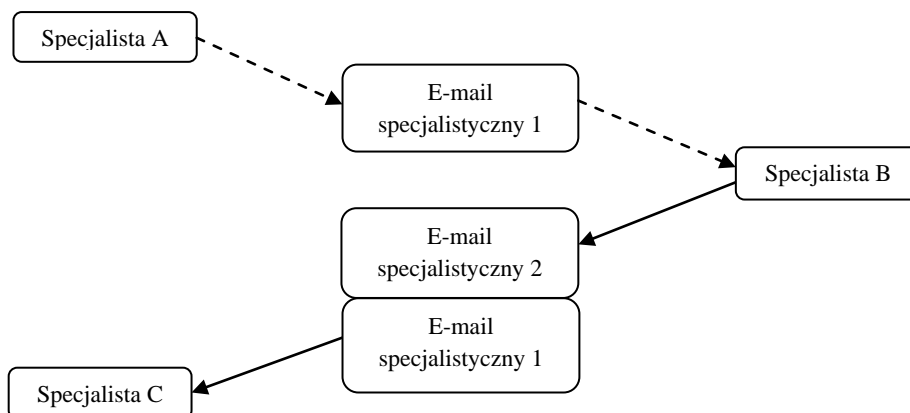 Specjalista A
E-mail
specjalistyczny 1
Specjalista B
E-mail
specjalistyczny 2
E-mail
specjalistyczny 1
Specjalista C